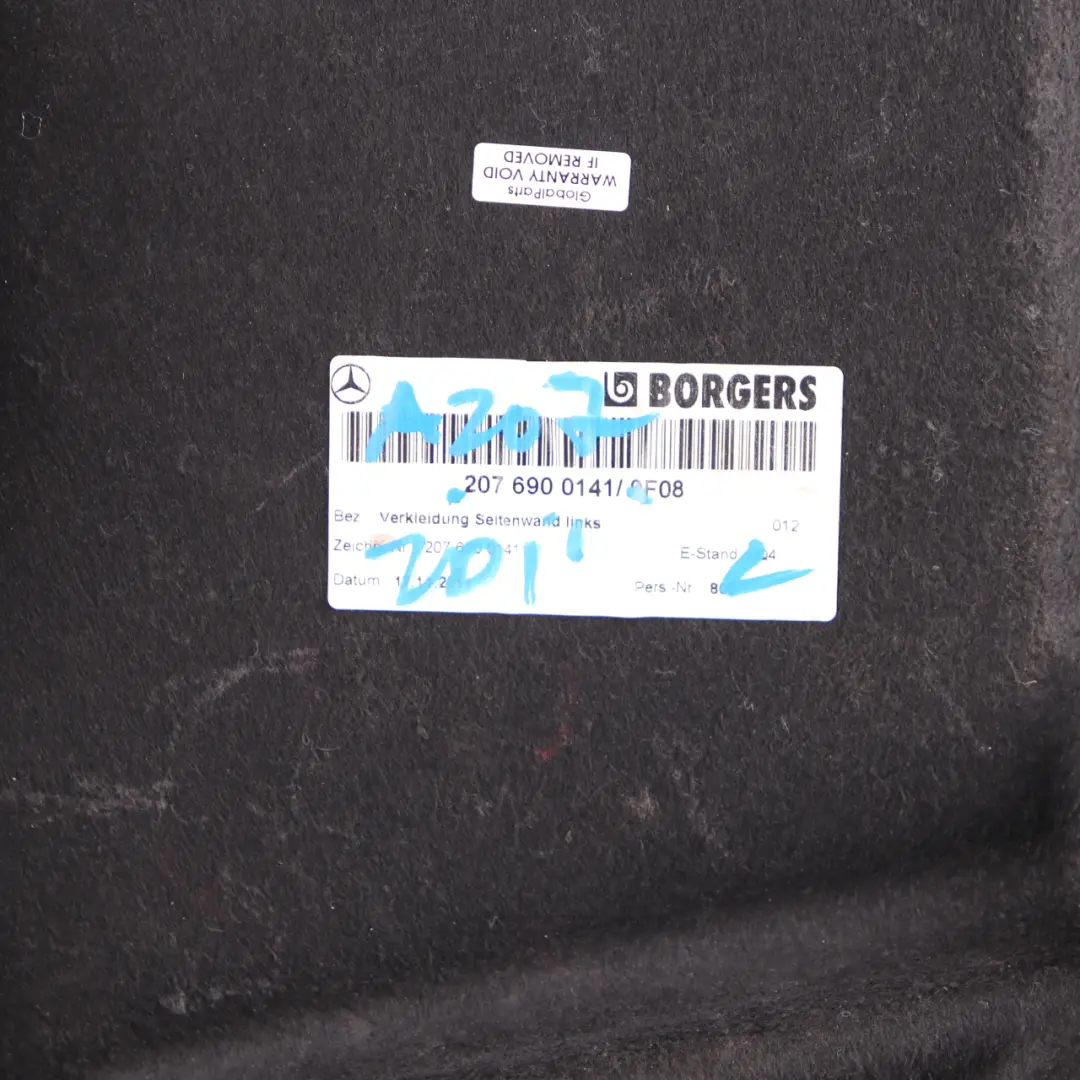 GlobalParts
WARRANTY VOID
IF REMOVED
BORGERS
A207
207 690 0141/ 9F08
Bez Verkleidung Seitenwand links 012
E-Stand
Datum
Pers.-Nr